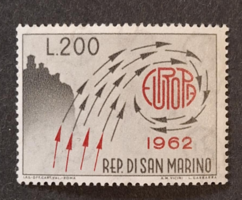 L.200
EUROPA
1962
REP. DI SAN MARINO